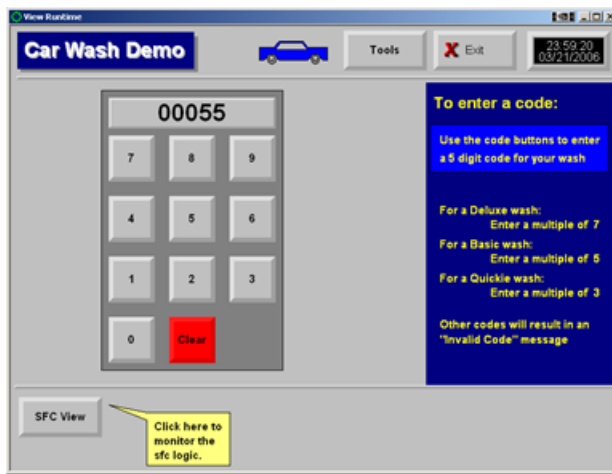 View Runtime
Car Wash Demo
Tools
X Exit
23:59:20
03/21/2006
00055
7 8 9
4 5 6
1 2 3
0 Clear
To enter a code:
Use the code buttons to enter
a 5 digit code for your wash
For a Deluxe wash:
Enter a multiple of 7
For a Basic wash:
Enter a multiple of 5
For a Quickie wash:
Enter a multiple of 3
Other codes will result in an
"Invalid Code" message
SFC View
Click here to
monitor the
sfc logic.